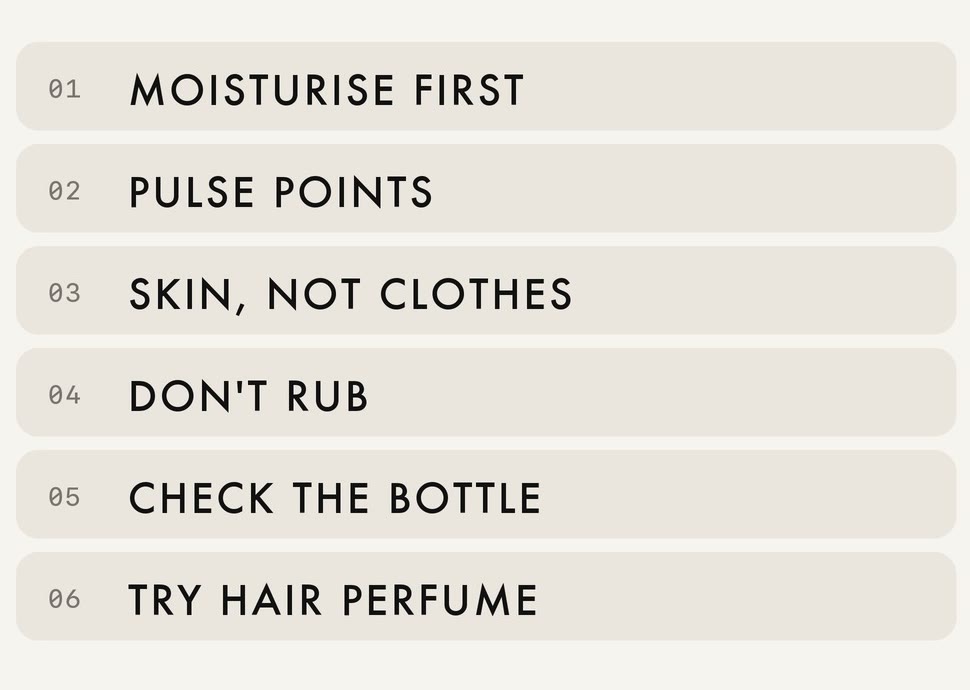 01 MOISTURISE FIRST
02 PULSE POINTS
03 SKIN, NOT CLOTHES
04 DON'T RUB
05 CHECK THE BOTTLE
06 TRY HAIR PERFUME